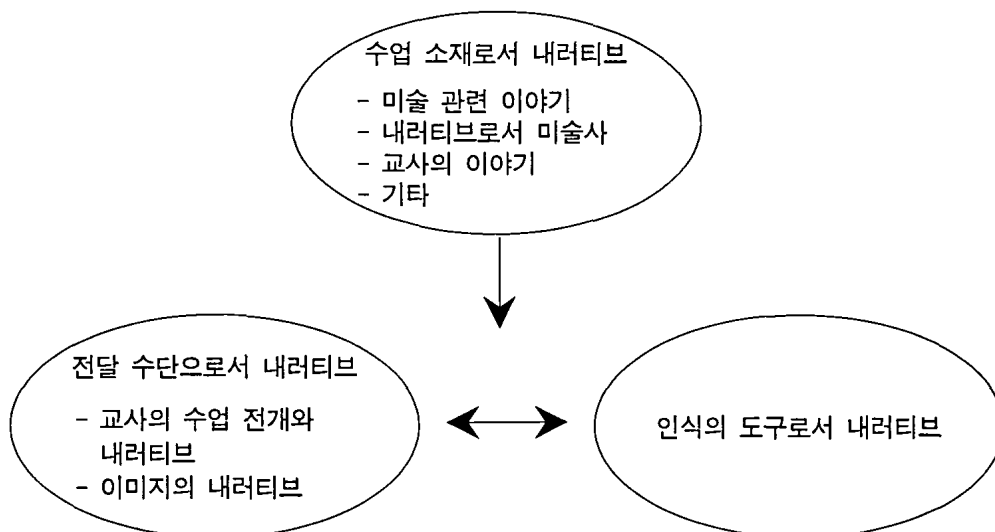 수업 소재로서 내러티브
- 미술 관련 이야기
- 내러티브로서 미술사
- 교사의 이야기
- 기타
전달 수단으로서 내러티브
- 교사의 수업 전개와
내러티브
- 이미지의 내러티브
인식의 도구로서 내러티브